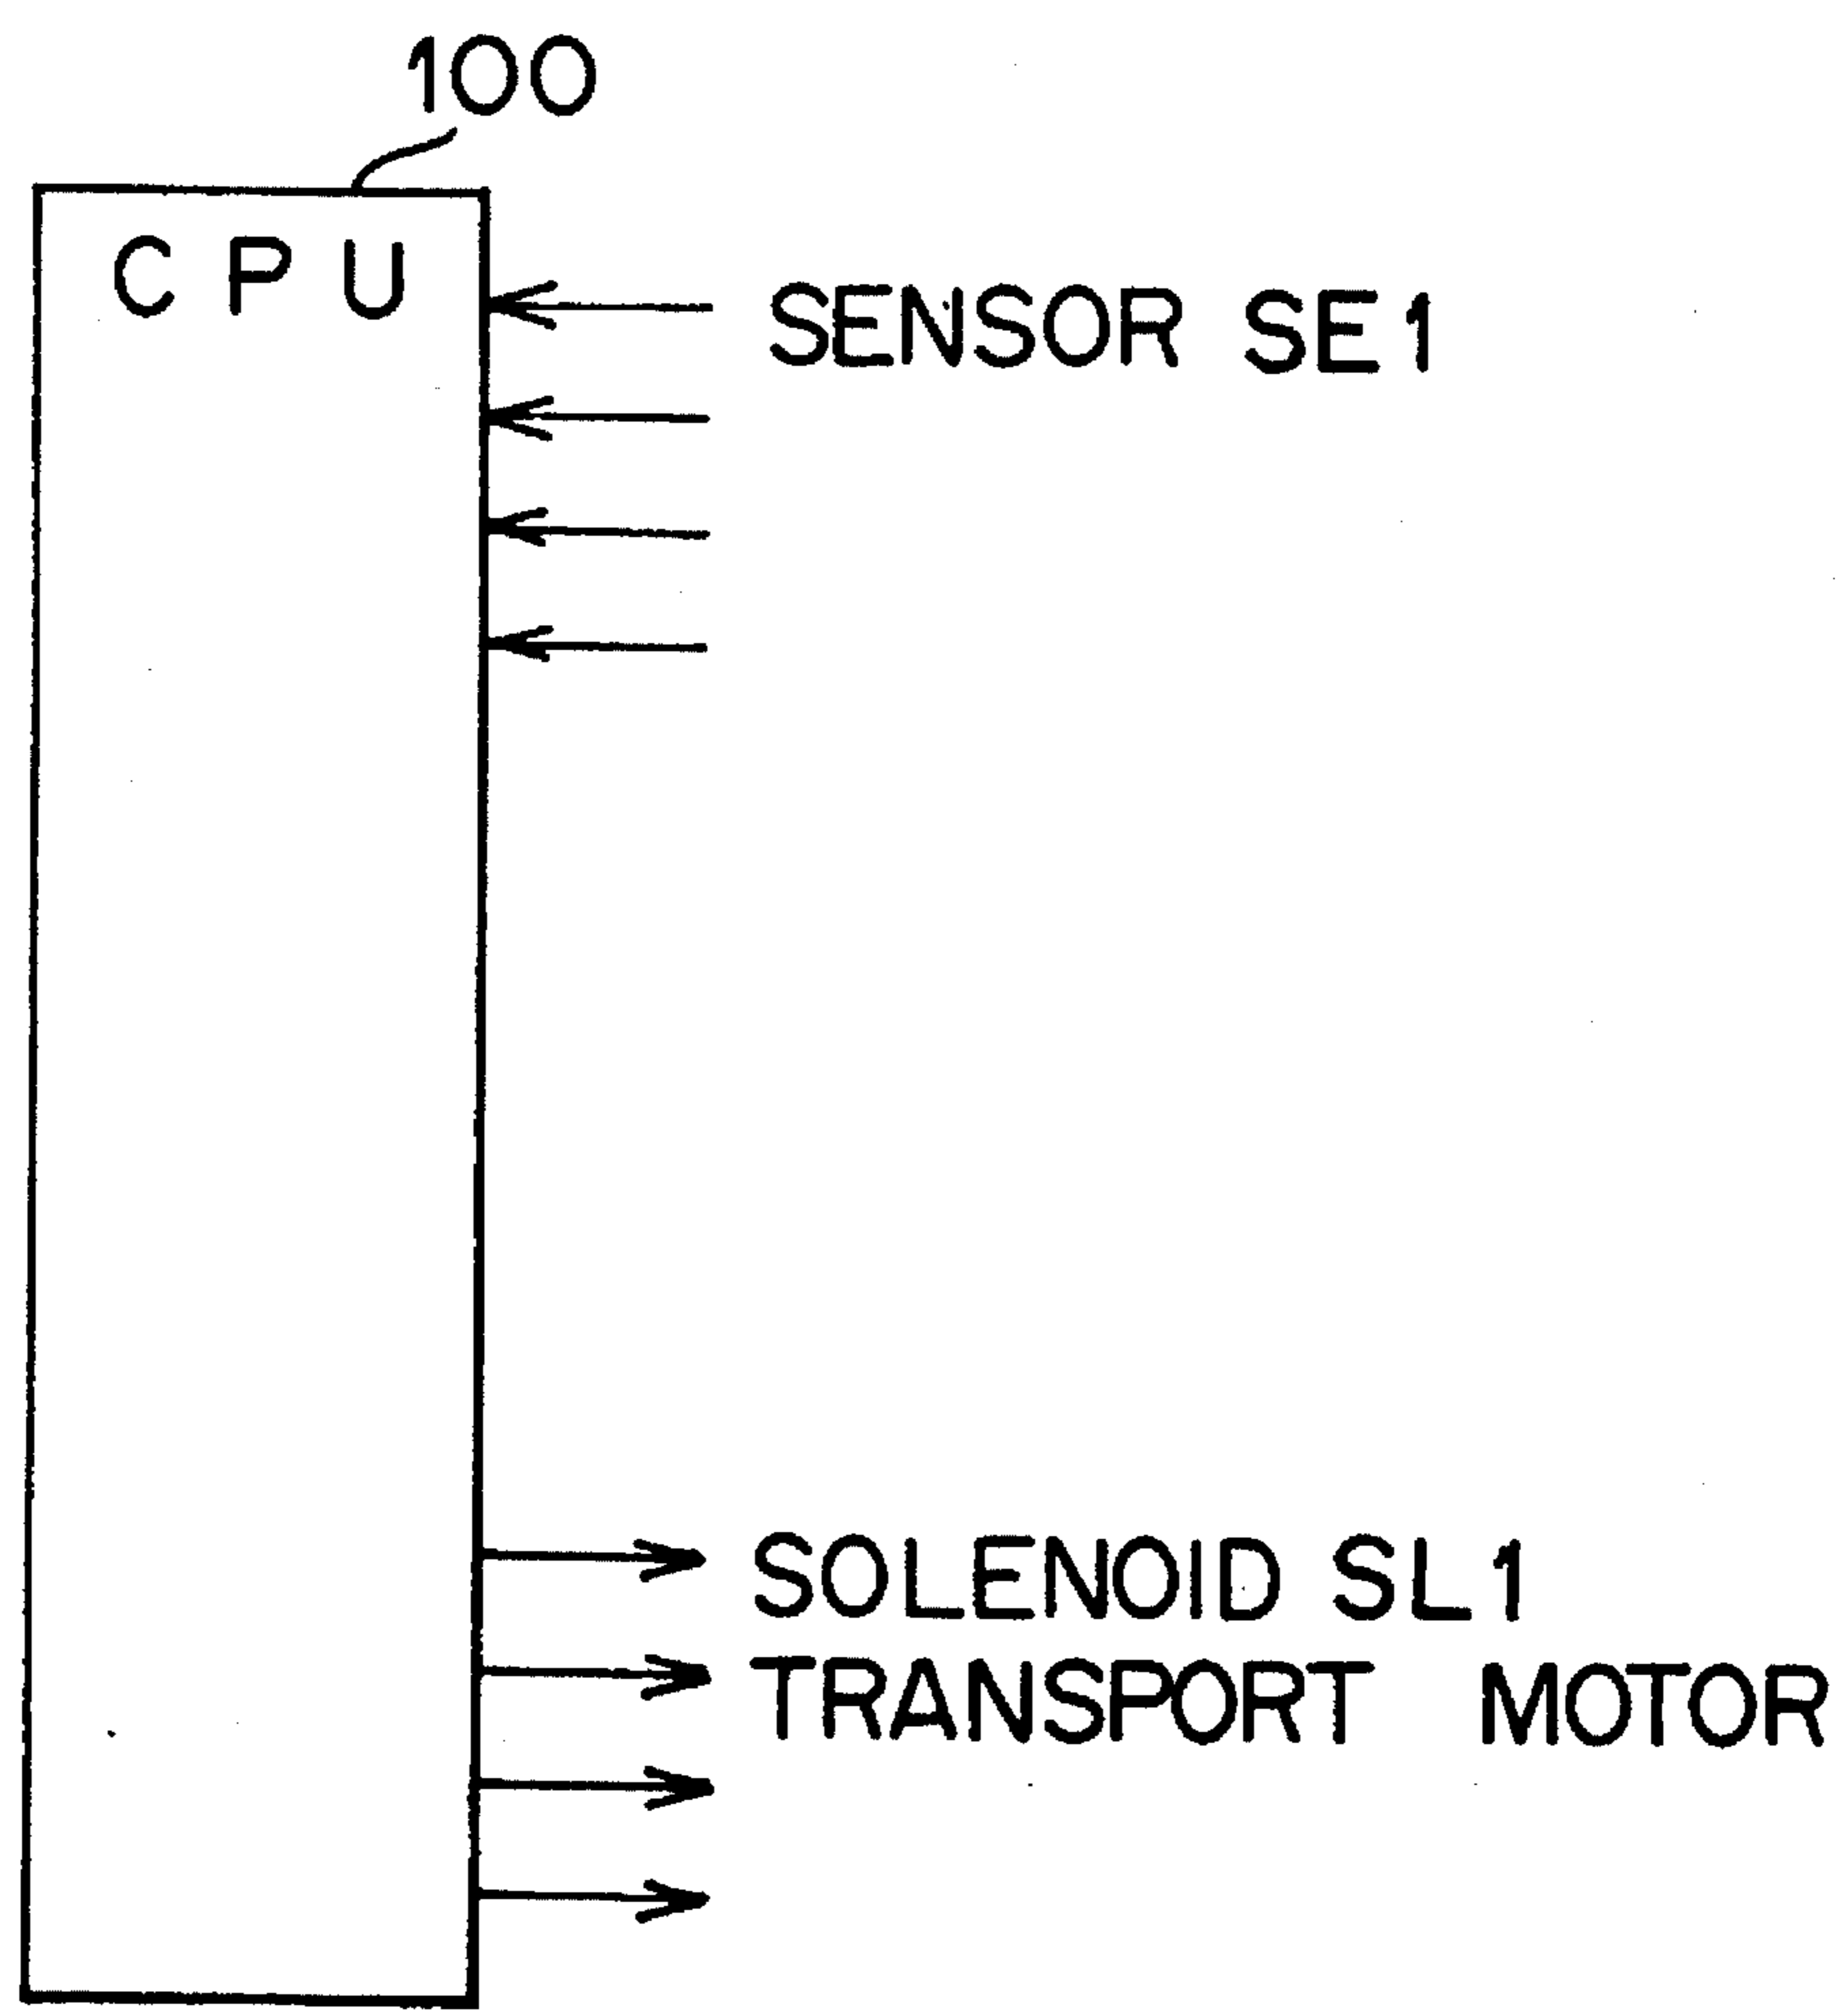 100
CPU
SENSOR SE1
SOLENOID SL1
TRANSPORT MOTOR